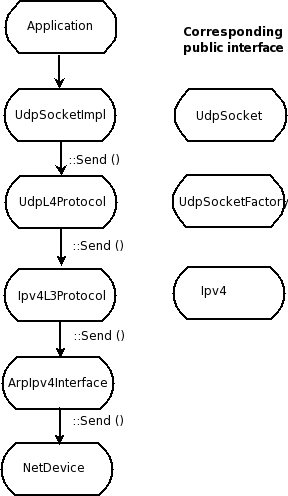 Application
Corresponding
public interface
UdpSocketImpl
UdpSocket
::Send ()
UdpL4Protocol
UdpSocketFactory
::Send ()
Ipv4L3Protocol
Ipv4
::Send ()
ArpIpv4Interface
::Send ()
NetDevice